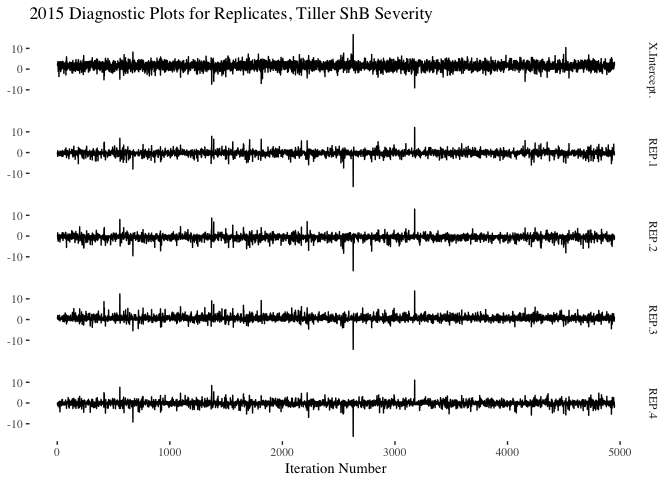 2015 Diagnostic Plots for Replicates, Tiller ShB Severity
10
0
-10
X.Intercept.
10
0
-10
REP.1
10
0
-10
REP.2
10
0
-10
REP.3
10
0
-10
REP.4
0 1000 2000 3000 4000 5000
Iteration Number